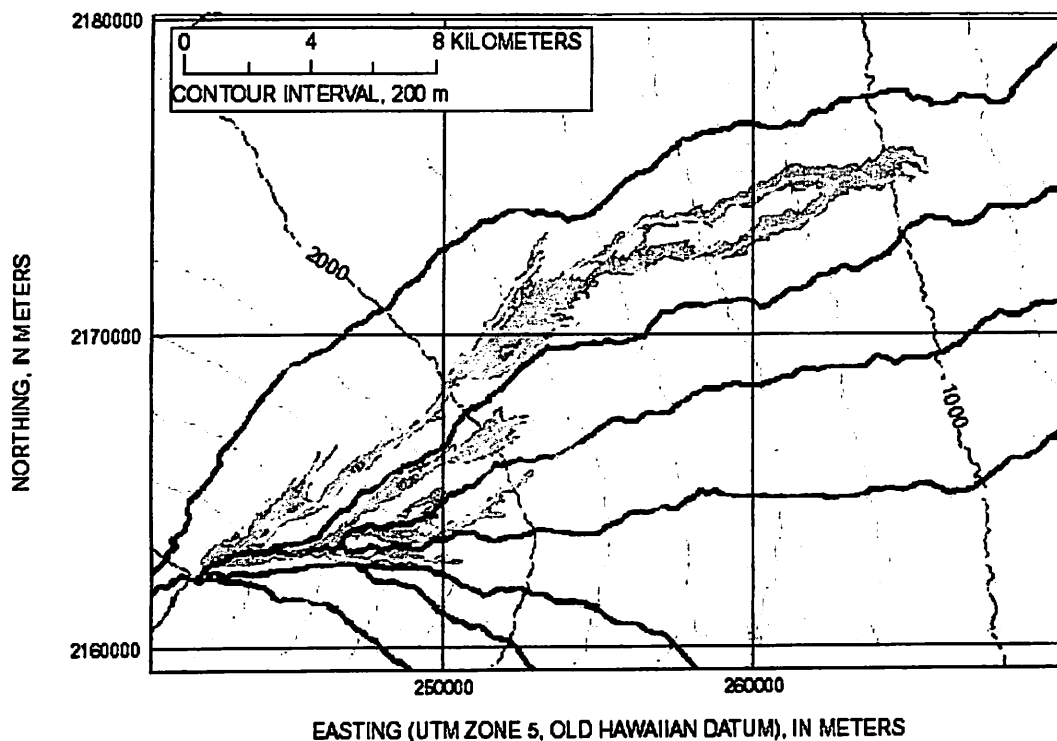 2180000
0 4 8 KILOMETERS
CONTOUR INTERVAL, 200 m
2000
NORTHING, IN METERS
2170000
1000
2160000
250000 260000
EASTING (UTM ZONE 5, OLD HAWAIIAN DATUM), IN METERS